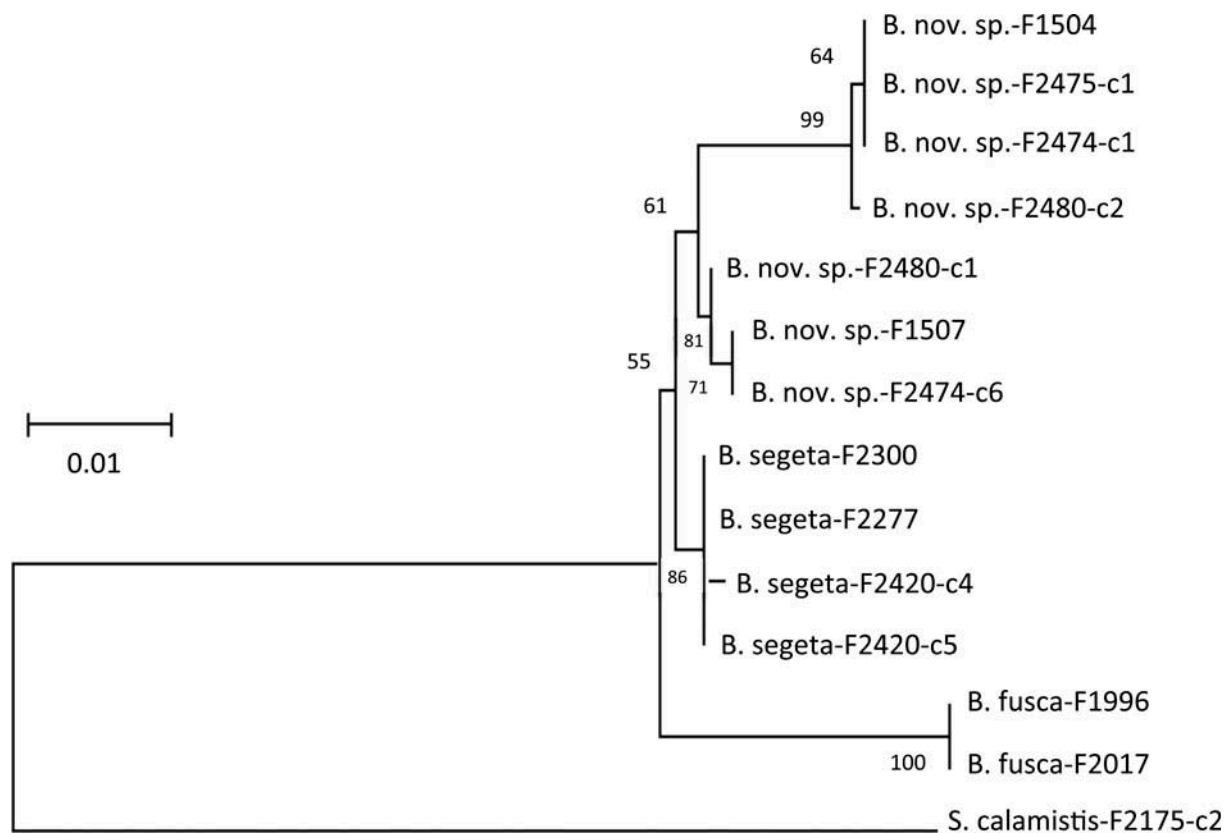 B. nov. sp.-F1504
64
B. nov. sp.-F2475-c1
99
B. nov. sp.-F2474-c1
B. nov. sp.-F2480-c2
61
B. nov. sp.-F2480-c1
B. nov. sp.-F1507
81
55
71
B. nov. sp.-F2474-c6
B. segeta-F2300
0.01
B. segeta-F2277
86
B. segeta-F2420-c4
B. segeta-F2420-c5
B. fusca-F1996
100
B. fusca-F2017
S. calamistis-F2175-c2